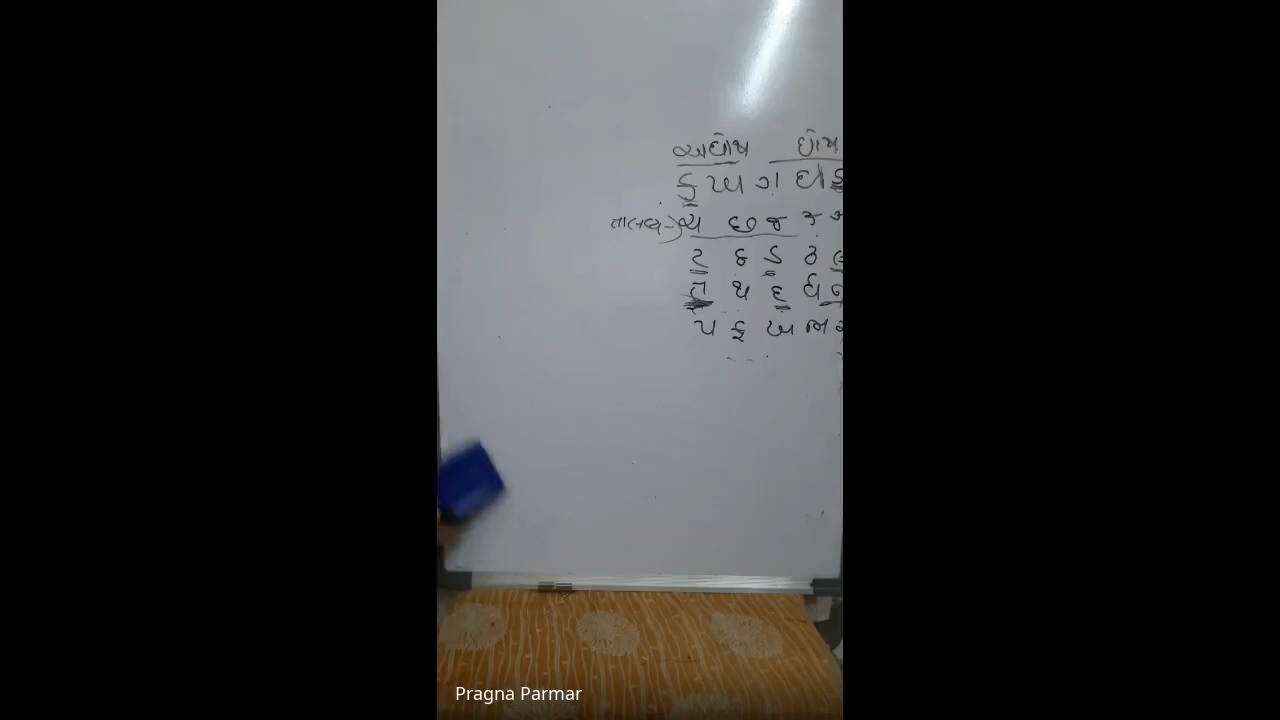 અઘોષ ઘોષ
ક ખ ગ ઘ ઙ
તાલવ્ય-) ચ છ જ ઝ ઞ
ટ ઠ ડ ઢ ણ
ત થ દ ધ ન
પ ફ બ ભ મ
Pragna Parmar